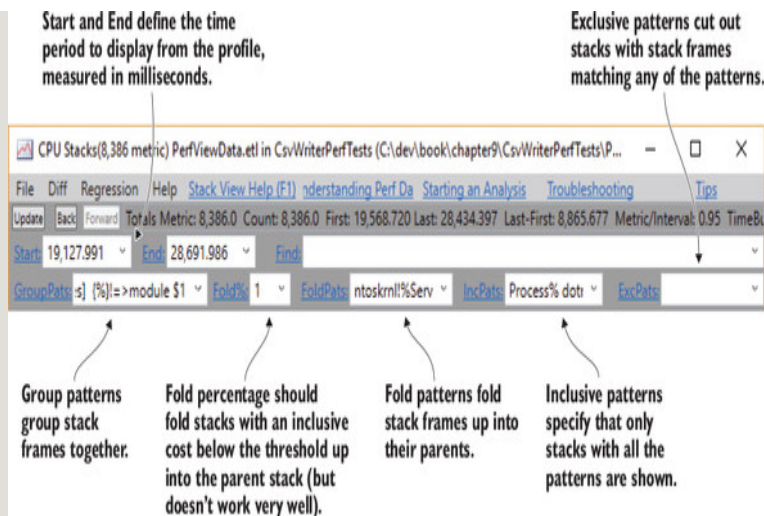 Start and End define the time
period to display from the profile,
measured in milliseconds.
Exclusive patterns cut out
stacks with stack frames
matching any of the patterns.
CPU Stacks(8,386 metric) PerfViewData.etl in CsvWriterPerfTests (C:\dev\book\chapter9\CsvWriterPerfTests\P...
File Diff Regression Help Stack View Help (F1) nderstanding Perf Da Starting an Analysis Troubleshooting Tips
Update Back Forward Totals Metric: 8,386.0 Count: 8,386.0 First: 19,568.720 Last: 28,434.397 Last-First: 8,865.677 Metric/Interval: 0.95 TimeBu
Start: 19,127.991 End: 28,691.986 Find:
GroupPats: s] {%}!=>module $1 Fold%: 1 FoldPats: ntoskrnl!%Serv IncPats: Process% dotr ExcPats:
Group patterns
group stack
frames together.
Fold percentage should
fold stacks with an inclusive
cost below the threshold up
into the parent stack (but
doesn't work very well).
Fold patterns fold
stack frames up into
their parents.
Inclusive patterns
specify that only
stacks with all the
patterns are shown.